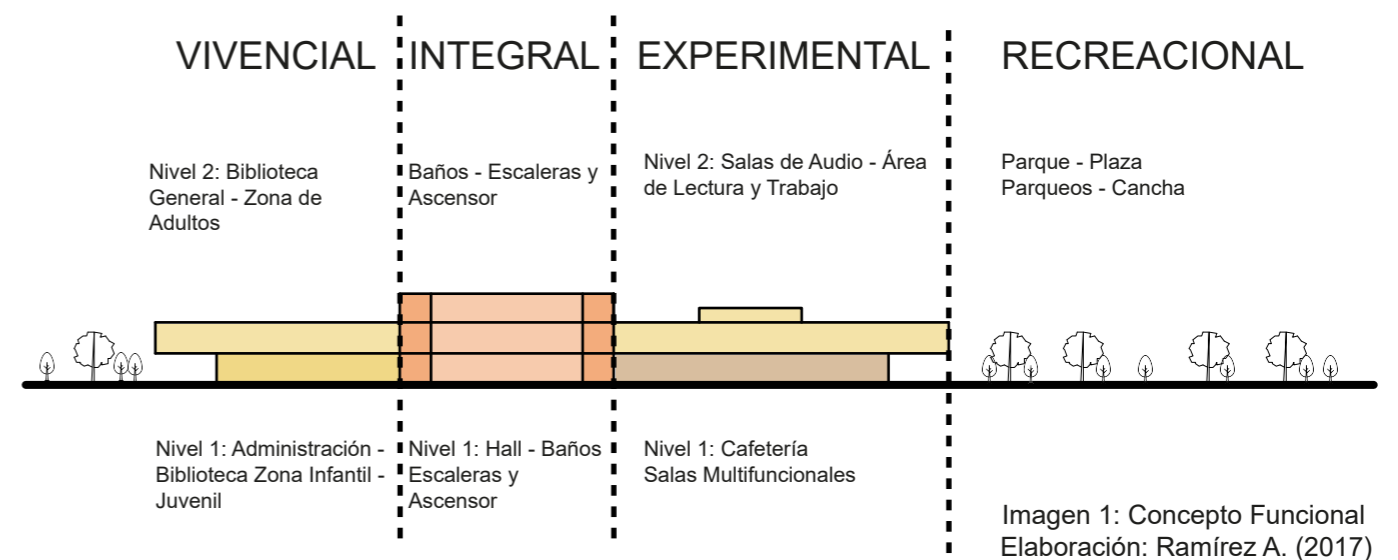 VIVENCIAL
INTEGRAL
EXPERIMENTAL
RECREACIONAL
Nivel 2: Biblioteca
General - Zona de
Adultos
Baños - Escaleras y
Ascensor
Nivel 2: Salas de Audio - Área
de Lectura y Trabajo
Parque - Plaza
Parqueos - Cancha
Nivel 1: Administración -
Biblioteca Zona Infantil -
Juvenil
Nivel 1: Hall - Baños
Escaleras y
Ascensor
Nivel 1: Cafetería
Salas Multifuncionales
Imagen 1: Concepto Funcional
Elaboración: Ramírez A. (2017)